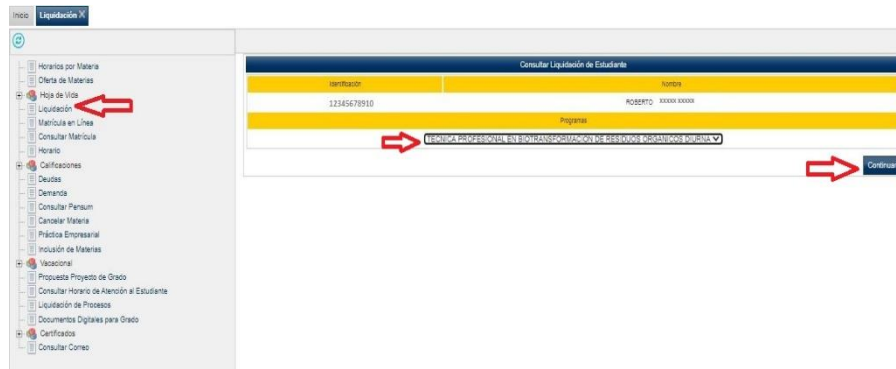 Inicio Liquidación X
Horarios por Materia
Oferta de Materias
Hoja de Vida
Liquidación
Matrícula en Línea
Consultar Matrícula
Horario
Calificaciones
Deudas
Demanda
Consultar Pensum
Cancelar Materia
Práctica Empresarial
Inclusión de Materias
Vacacional
Propuesta Proyecto de Grado
Consultar Horario de Atención al Estudiante
Liquidación de Procesos
Documentos Digitales para Grado
Certificados
Consultar Correo
Consultar Liquidación de Estudiante
Identificación Nombre
12345678910 ROBERTO XXXXX XXXXX
Programas
TECNICA PROFESIONAL EN BIOTRANSFORMACION DE RESIDUOS ORGANICOS DIURNA
Continuar